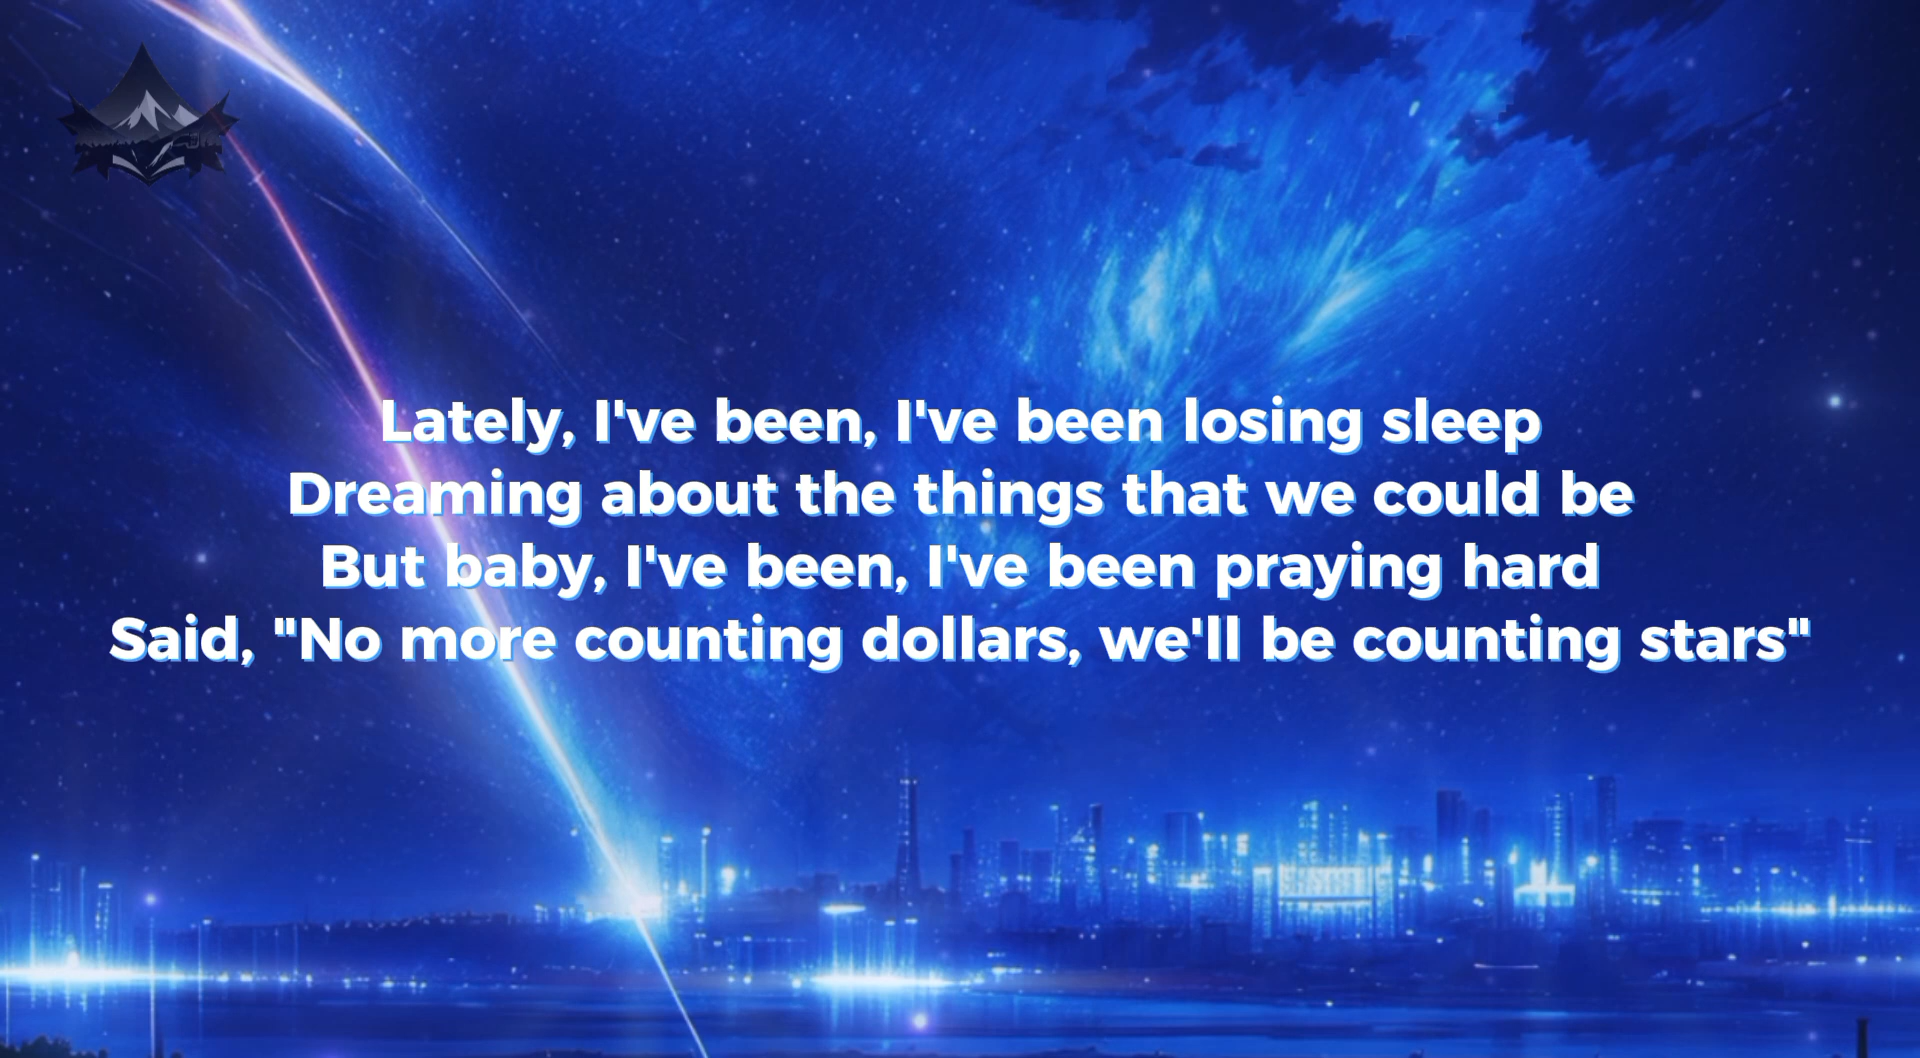 Lately, I've been, I've been losing sleep
Dreaming about the things that we could be
But baby, I've been, I've been praying hard
Said, "No more counting dollars, we'll be counting stars"